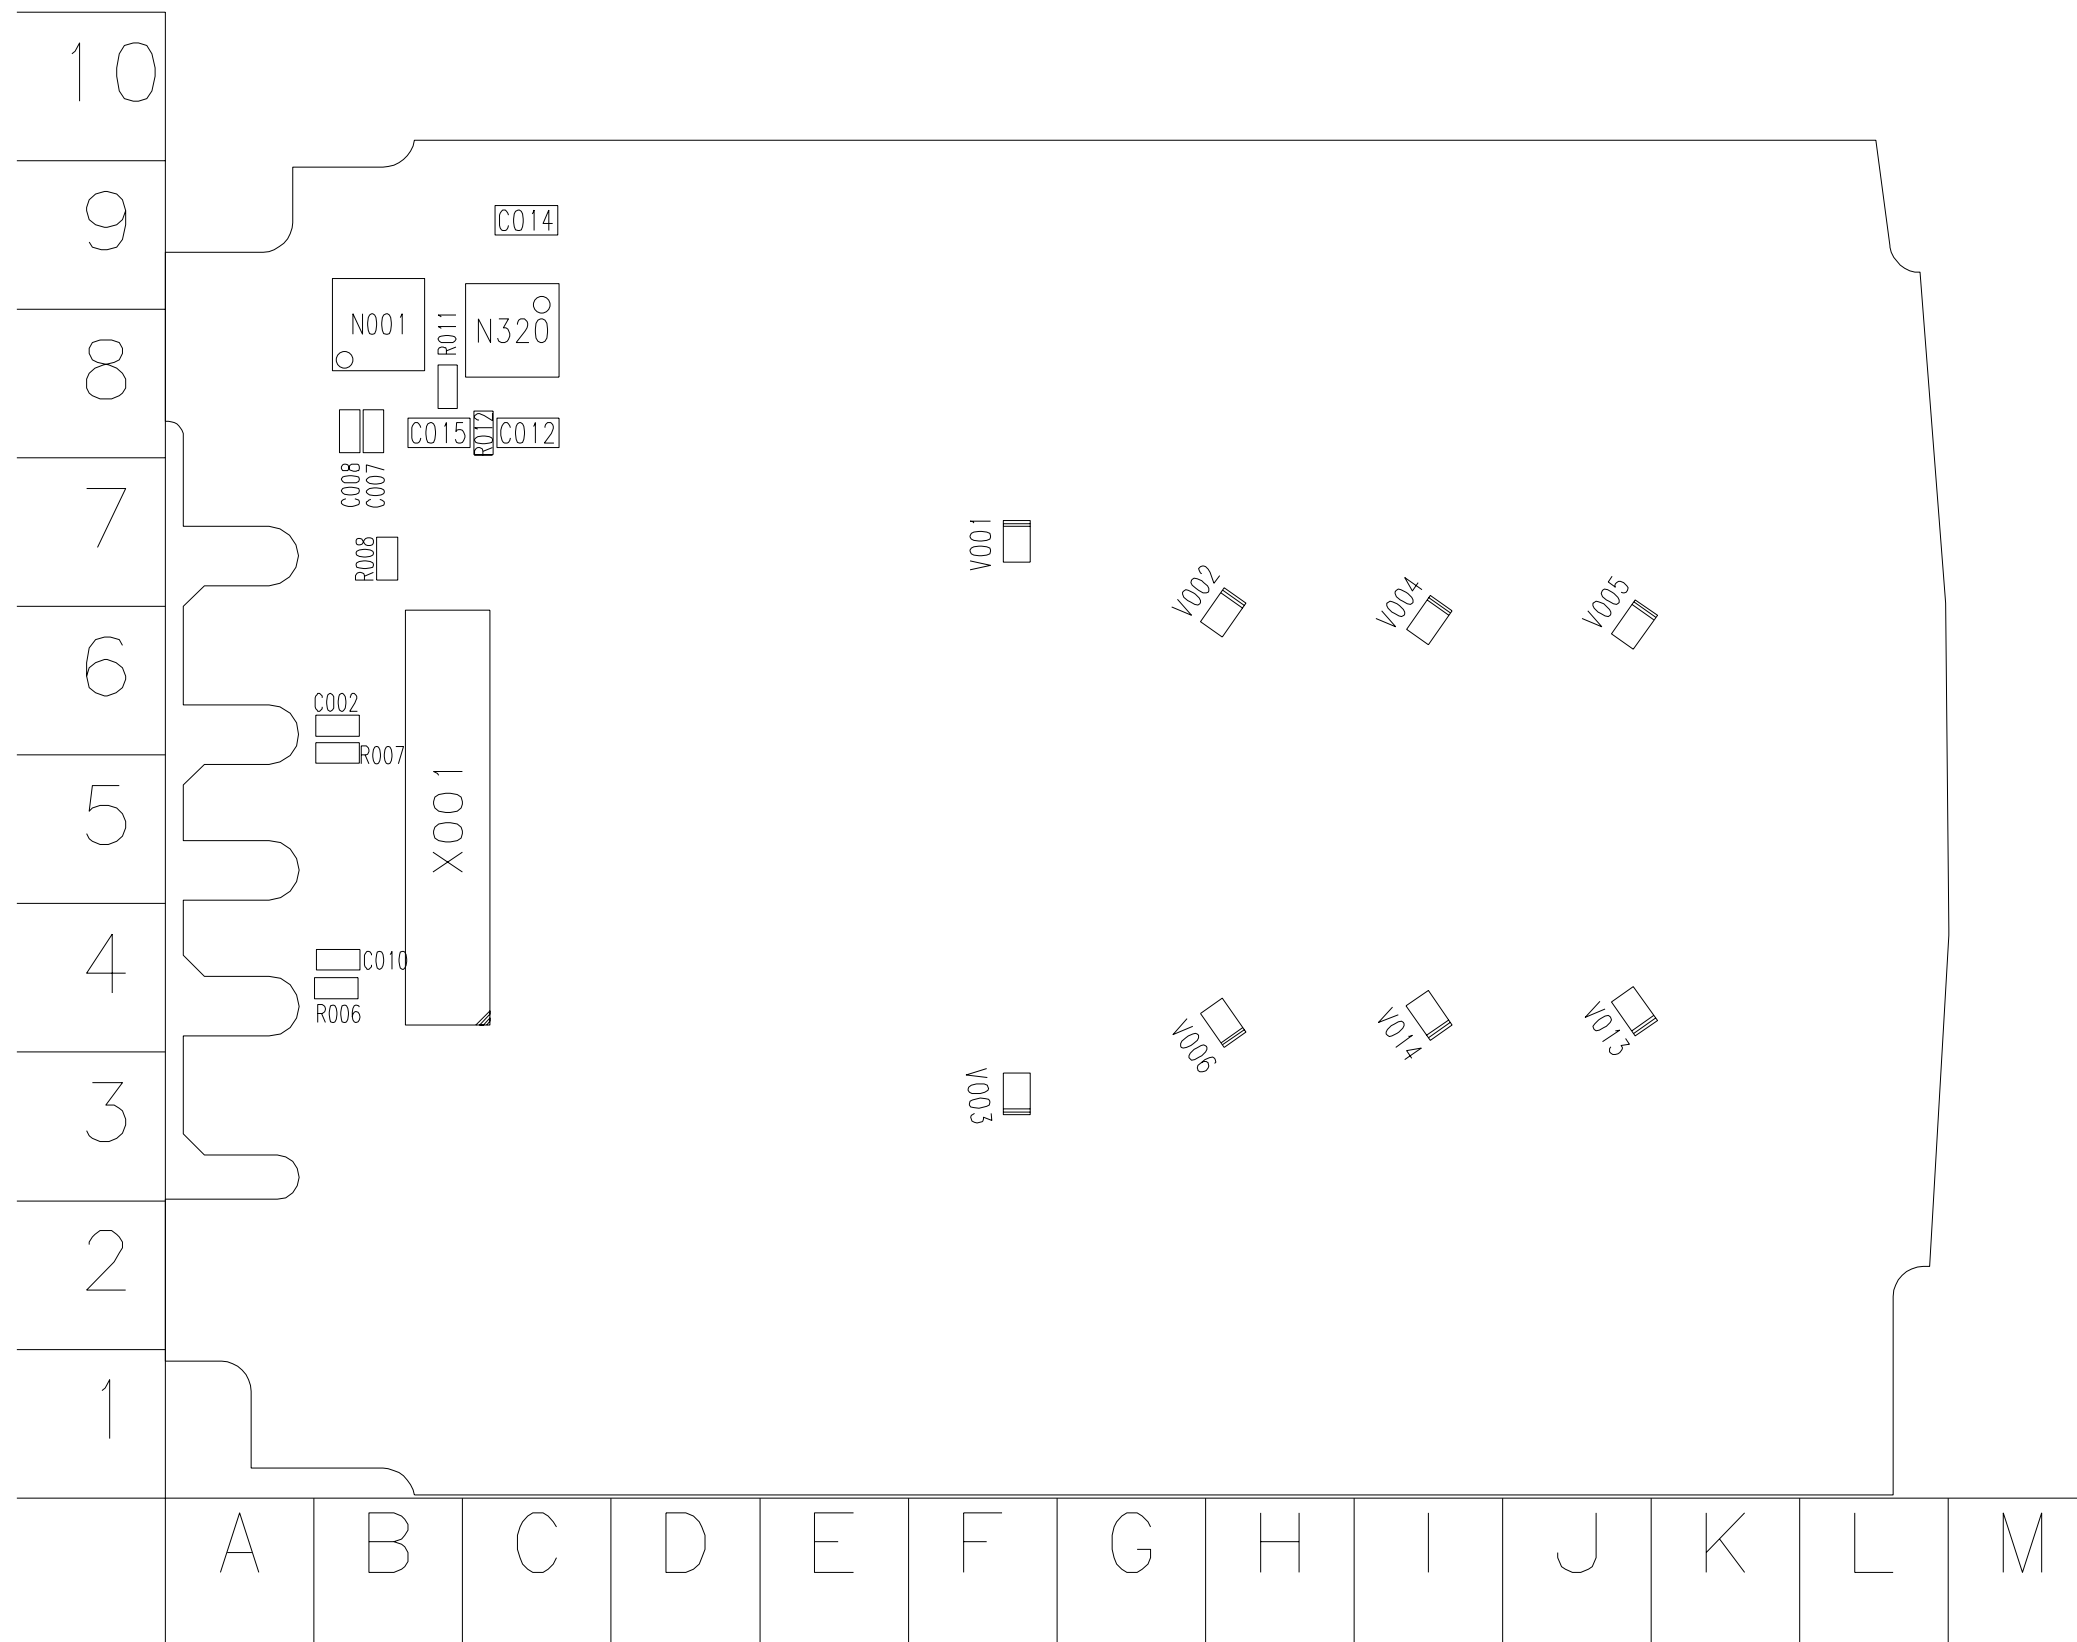 10
9
C014
N001
R011
N320
8
C015
R012
C012
C008
C007
7
R008
V001
V002
V004
V005
6
C002
R007
X001
5
4
C010
R006
V006
V014
V013
3
V003
2
1
A B C D E F G H I J K L M